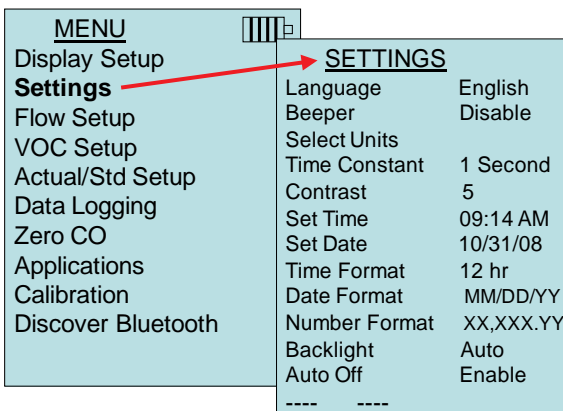 MENU
Display Setup
Settings
Flow Setup
VOC Setup
Actual/Std Setup
Data Logging
Zero CO
Applications
Calibration
Discover Bluetooth
SETTINGS
Language English
Beeper Disable
Select Units
Time Constant 1 Second
Contrast 5
Set Time 09:14 AM
Set Date 10/31/08
Time Format 12 hr
Date Format MM/DD/YY
Number Format XX,XXX.YY
Backlight Auto
Auto Off Enable
---- ----